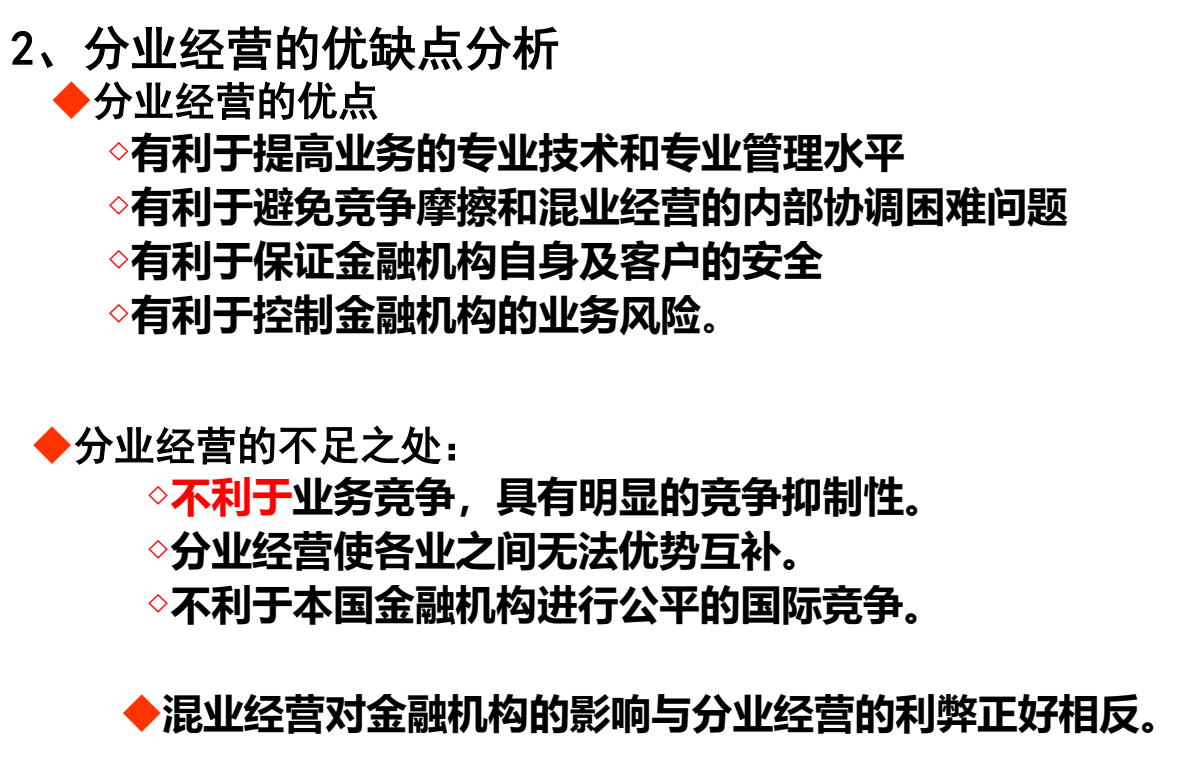 2、分业经营的优缺点分析
◆分业经营的优点
◇有利于提高业务的专业技术和专业管理水平
◇有利于避免竞争摩擦和混业经营的内部协调困难问题
◇有利于保证金融机构自身及客户的安全
◇有利于控制金融机构的业务风险。
◆分业经营的不足之处：
◇不利于业务竞争，具有明显的竞争抑制性。
◇分业经营使各业之间无法优势互补。
◇不利于本国金融机构进行公平的国际竞争。
◆混业经营对金融机构的影响与分业经营的利弊正好相反。